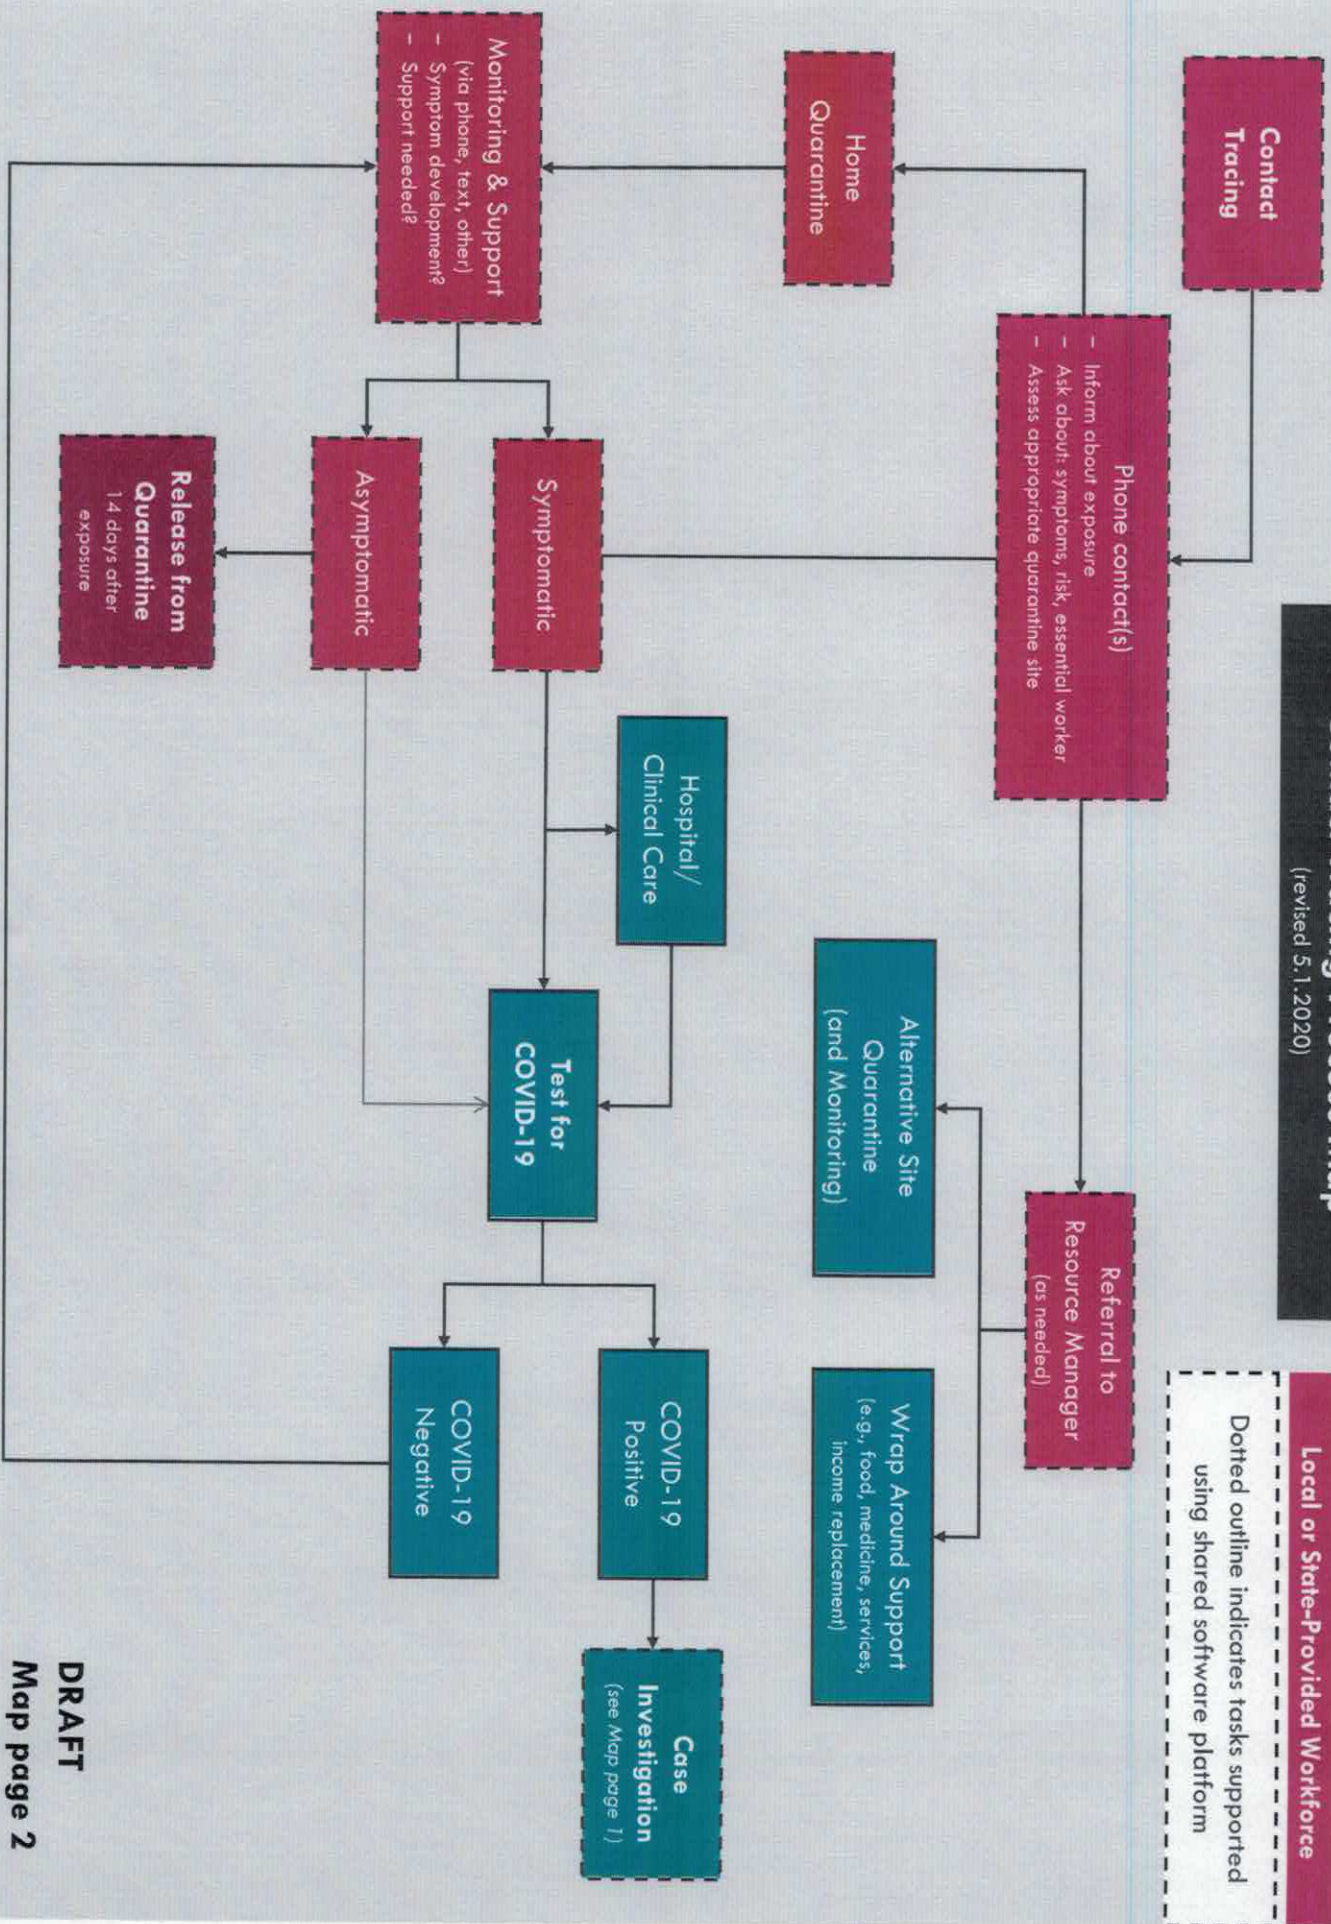 (revised 5.1.2020)
Local or State-Provided Workforce
Dotted outline indicates tasks supported
using shared software platform
Contact
Tracing
Phone contact(s)
- Inform about exposure
- Ask about: symptoms, risk, essential worker
- Assess appropriate quarantine site
Referral to
Resource Manager
(as needed)
Home
Quarantine
Alternative Site
Quarantine
(and Monitoring)
Wrap Around Support
(e.g., food, medicine, services,
income replacement)
Monitoring & Support
(via phone, text, other)
- Symptom development?
- Support needed?
Symptomatic
Asymptomatic
Release from
Quarantine
14 days after
exposure
Hospital/
Clinical Care
Test for
COVID-19
COVID-19
Positive
COVID-19
Negative
Case
Investigation
(see Map page 1)
DRAFT
Map page 2